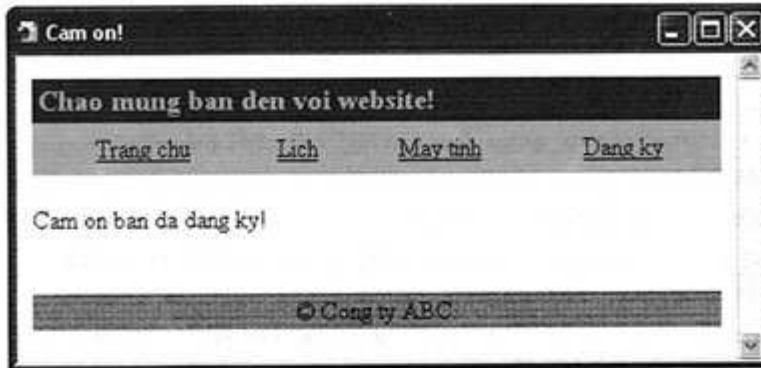 Cam on!
Chao mung ban den voi website!
Trang chu Lich May tinh Dang ky
Cam on ban da dang ky!
© Cong ty ABC.